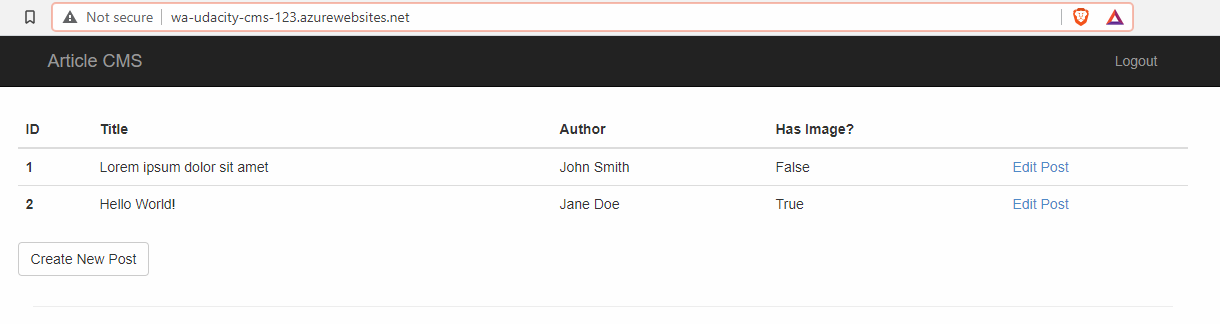 Not secure | wa-udacity-cms-123.azurewebsites.net
Article CMS Logout
ID Title Author Has Image?
1 Lorem ipsum dolor sit amet John Smith False Edit Post
2 Hello World! Jane Doe True Edit Post
Create New Post